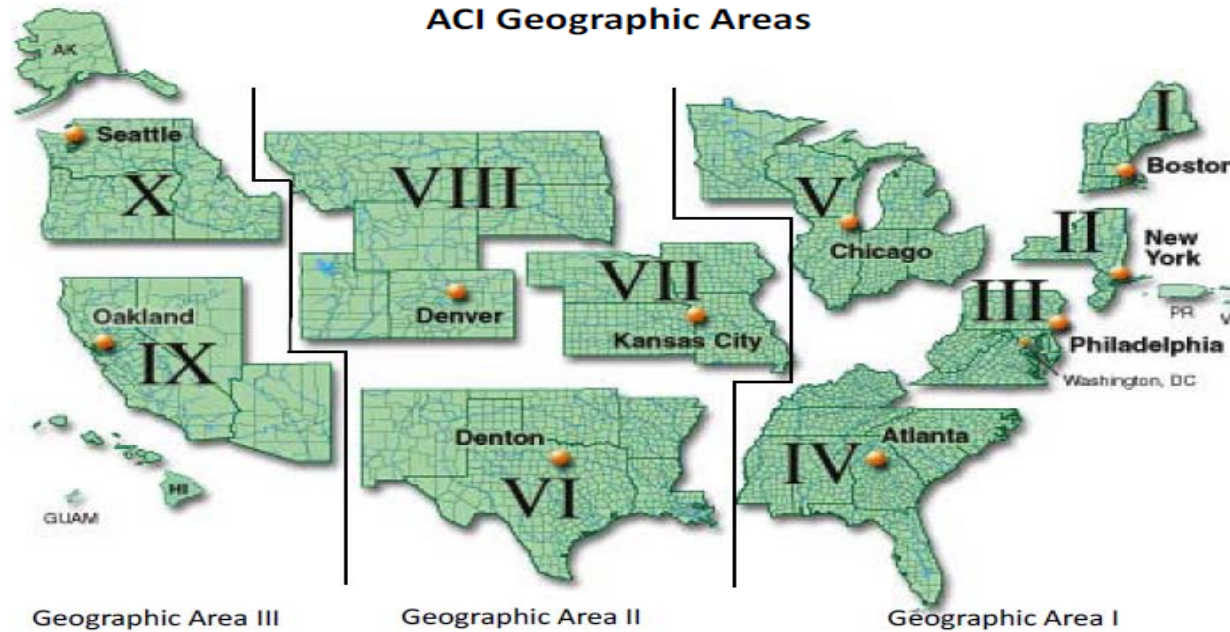 ACI Geographic Areas
AK
Seattle
X
VIII
V
I
Boston
Chicago
II
New
York
Oakland
IX
Denver
VII
Kansas City
III
PR
Philadelphia
Washington, DC
HI
GUAM
Denton
VI
IV
Atlanta
Geographic Area III
Geographic Area II
Geographic Area I